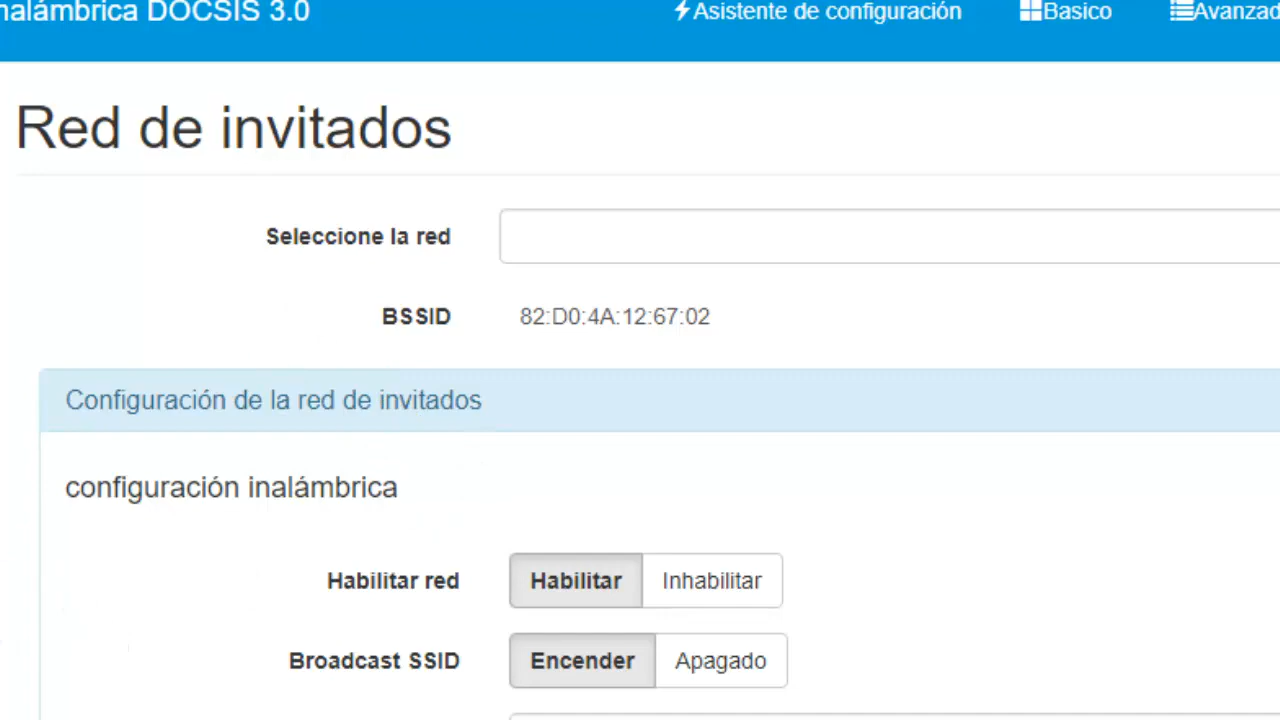 inalámbrica DOCSIS 3.0
Asistente de configuración
Basico
Avanzad
Red de invitados
Seleccione la red
BSSID 82:D0:4A:12:67:02
Configuración de la red de invitados
configuración inalámbrica
Habilitar red Habilitar Inhabilitar
Broadcast SSID Encender Apagado